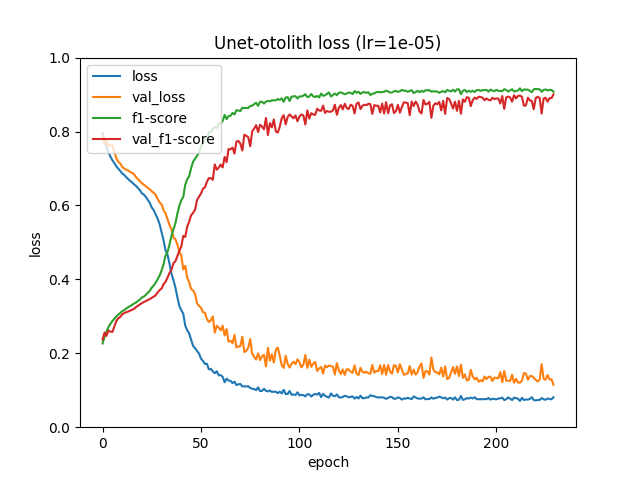 Unet-otolith loss (lr=1e-05)
loss
val_loss
f1-score
val_f1-score
1.0
0.8
0.6
0.4
0.2
0.0
loss
0 50 100 150 200
epoch